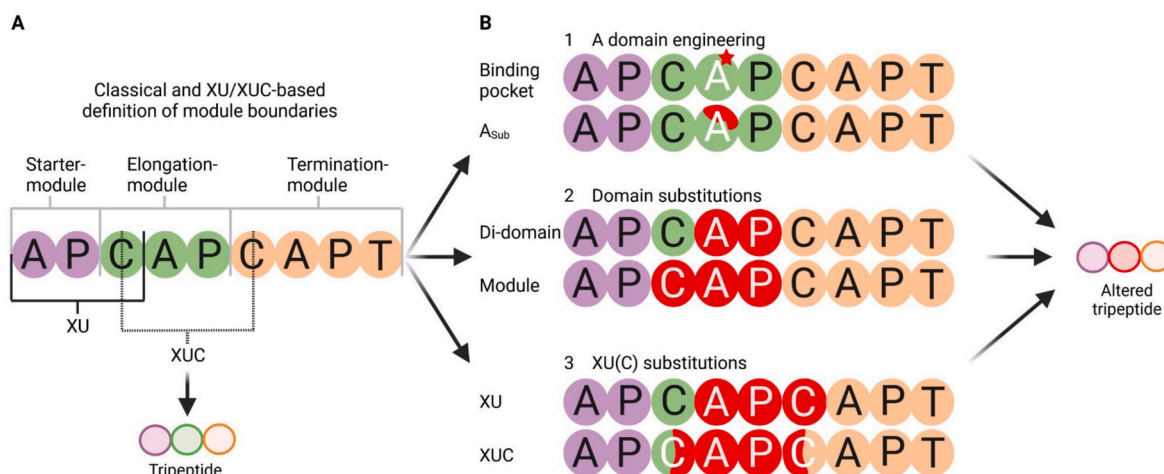 A
Classical and XU/XUC-based
definition of module boundaries
Starter-
module
Elongation-
module
Termination-
module
A P C A P C A P T
XU
XUC
Tripeptide
B
1 A domain engineering
Binding
pocket
A P C A P C A P T
ASub
A P C A P C A P T
2 Domain substitutions
Di-domain
A P C A P C A P T
Module
A P C A P C A P T
3 XU(C) substitutions
XU
A P C A P C A P T
XUC
A P C A P C A P T
Altered
tripeptide